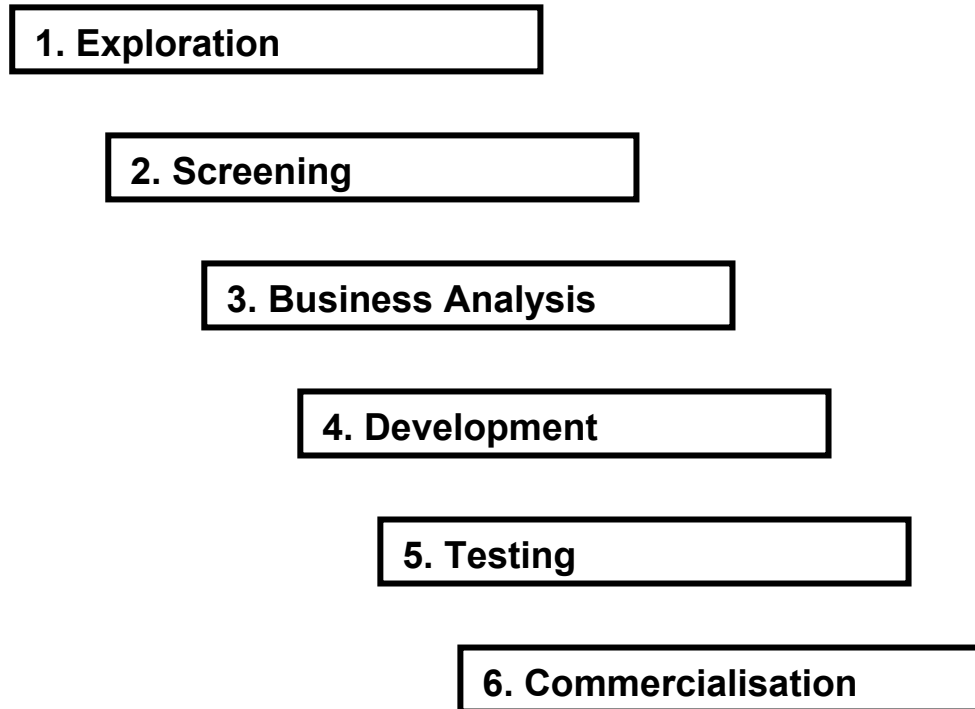 1. Exploration
2. Screening
3. Business Analysis
4. Development
5. Testing
6. Commercialisation